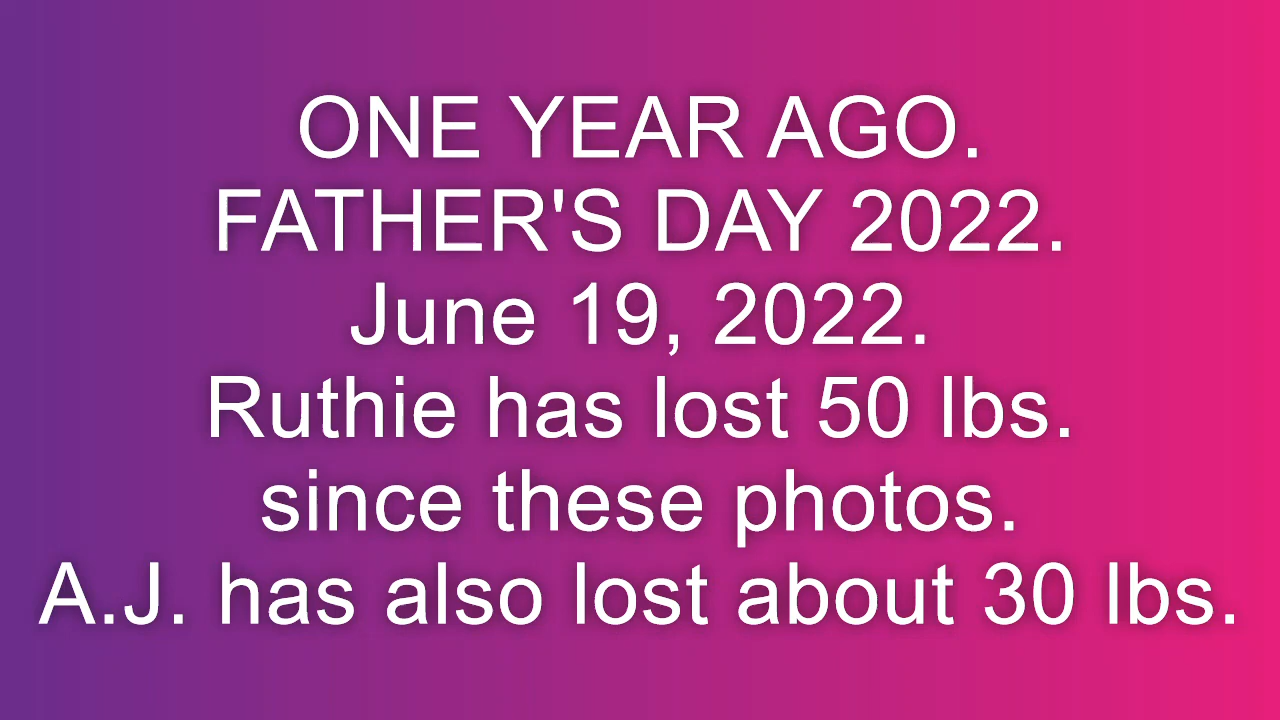 ONE YEAR AGO.
FATHER'S DAY 2022.
June 19, 2022.
Ruthie has lost 50 lbs.
since these photos.
A.J. has also lost about 30 lbs.